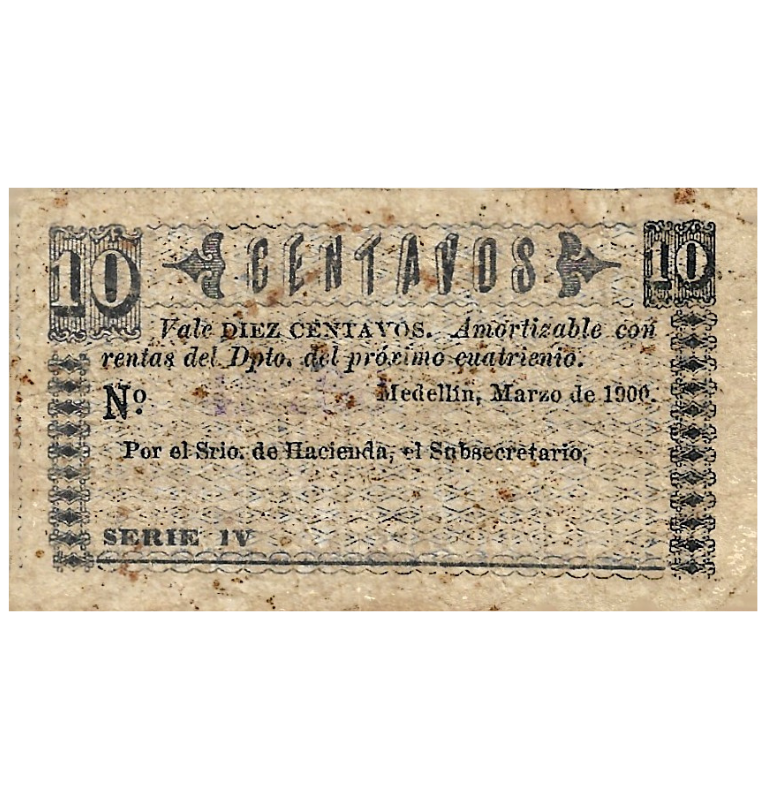 10 CENTAVOS 10
Vale DIEZ CENTAVOS. Amortizable con
rentas del Dpto. del próximo cuatrienio.
Nº. Medellín, Marzo de 1900.
Por el Srio. de Hacienda, el Subsecretario,
SERIE IV